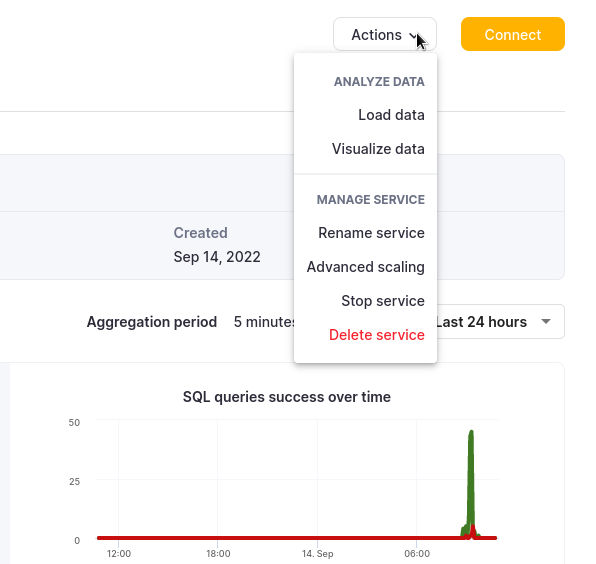 Actions
Connect
ANALYZE DATA
Load data
Visualize data
MANAGE SERVICE
Rename service
Advanced scaling
Stop service
Delete service
Created
Sep 14, 2022
Aggregation period
5 minutes
Last 24 hours
SQL queries success over time
50
25
0
12:00
18:00
14. Sep
06:00